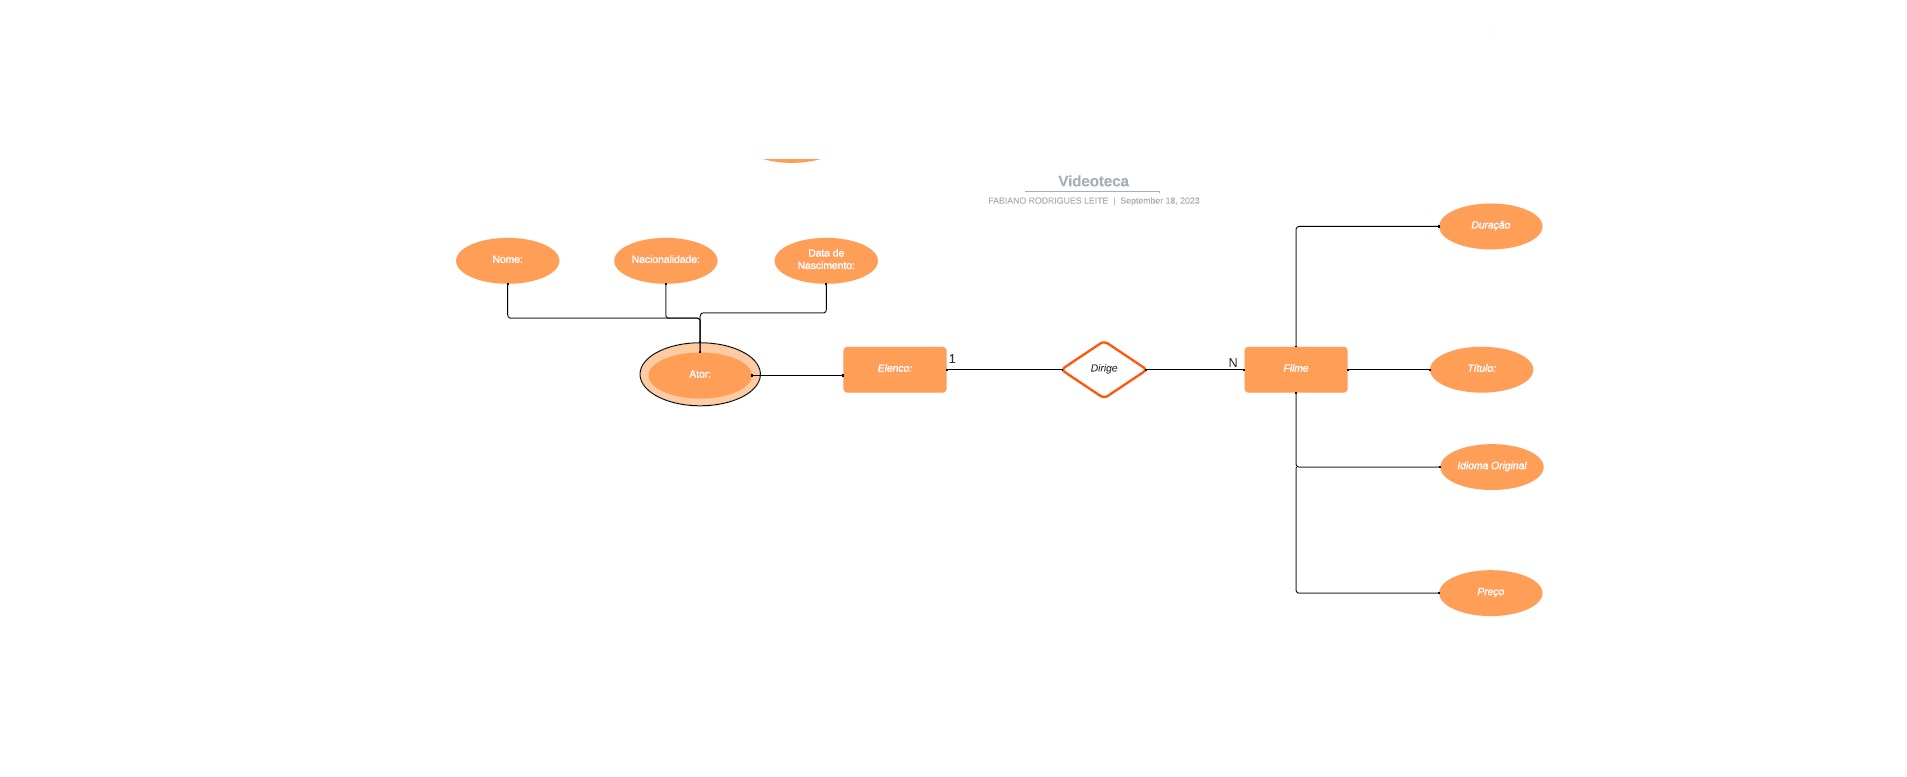 Videoteca
FABIANO RODRIGUES LEITE | September 18, 2023
Duração
Nome:
Nacionalidade:
Data de
Nascimento:
Ator:
Elenco:
1
Dirige
N
Filme
Título:
Idioma Original
Preço